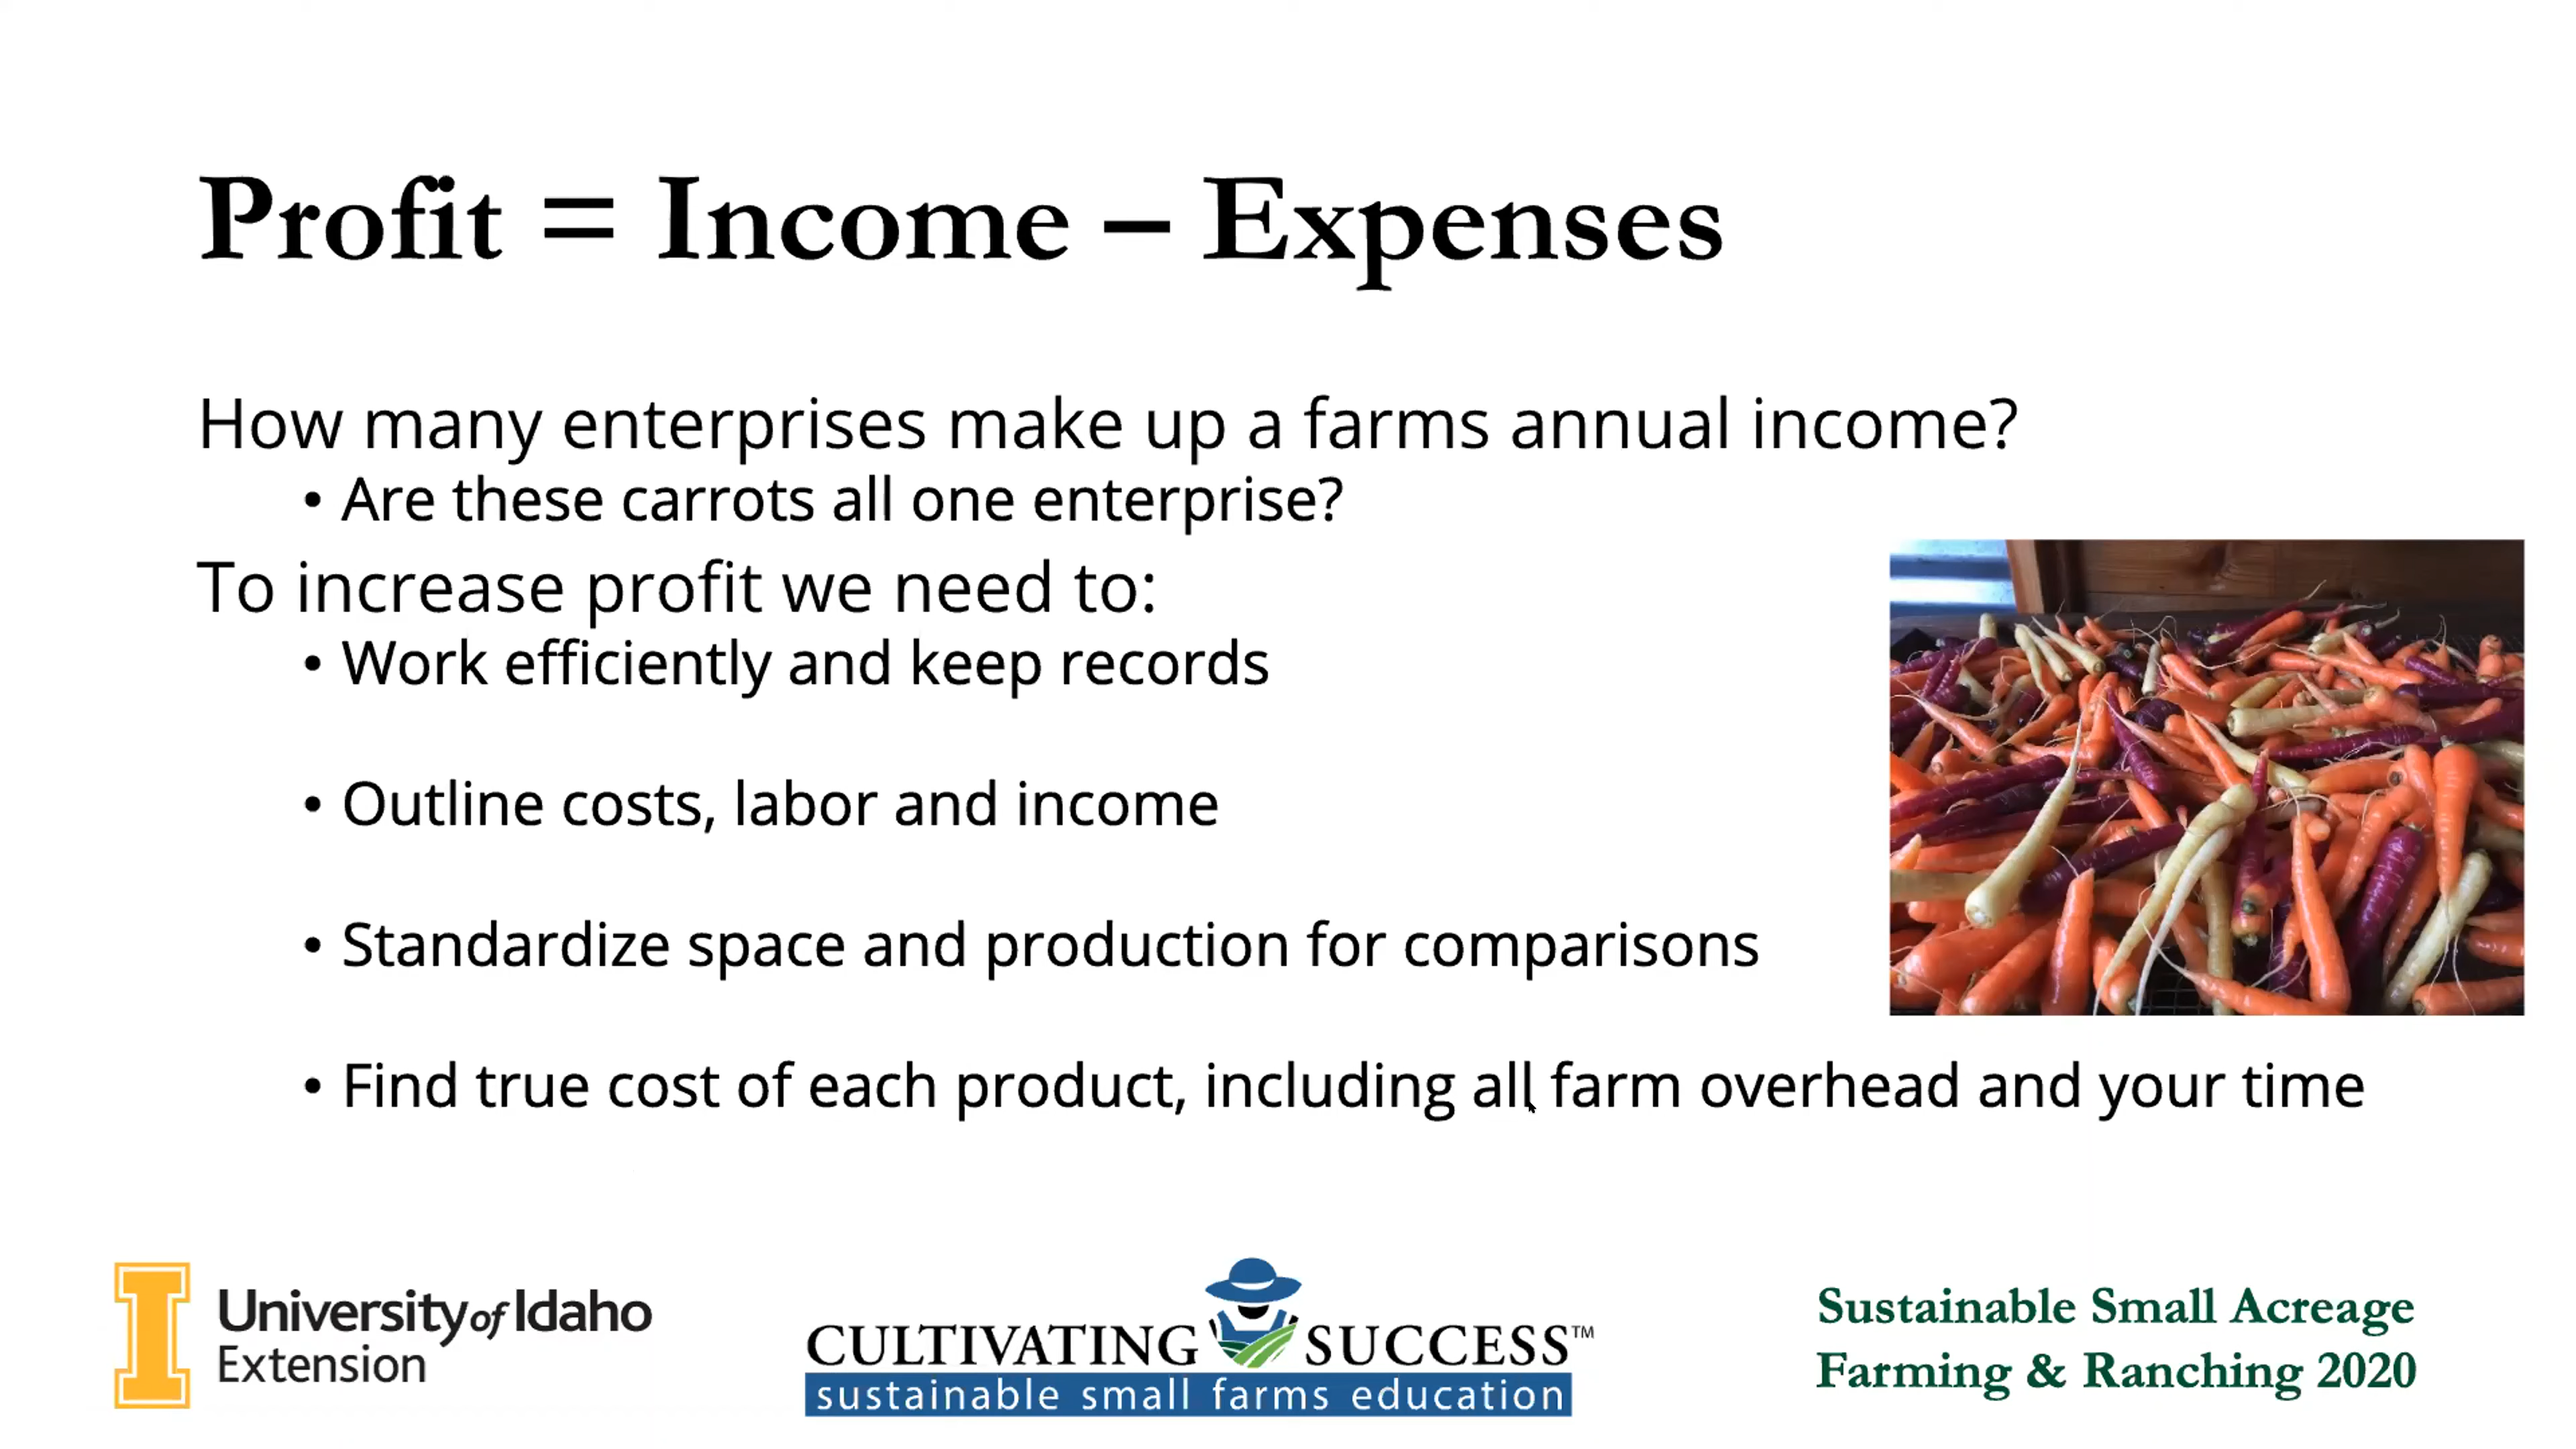 Profit = Income – Expenses
How many enterprises make up a farms annual income?
• Are these carrots all one enterprise?
To increase profit we need to:
• Work efficiently and keep records
• Outline costs, labor and income
• Standardize space and production for comparisons
• Find true cost of each product, including all farm overhead and your time
I University of Idaho
Extension
CULTIVATING SUCCESS™
sustainable small farms education
Sustainable Small Acreage
Farming & Ranching 2020